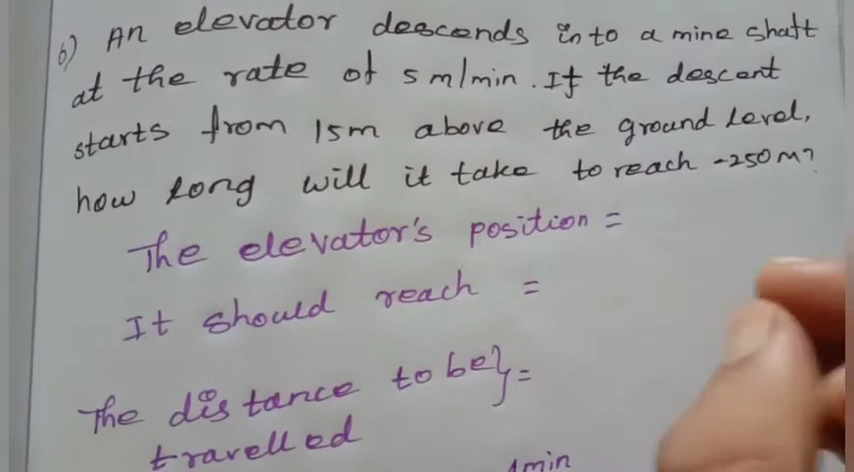 6) An elevator descends into a mine shaft
at the rate of 5 m/min. If the descent
starts from 15m above the ground level,
how long will it take to reach -250m?
The elevator's position =
It should reach =
The distance to be } =
travelled
1min